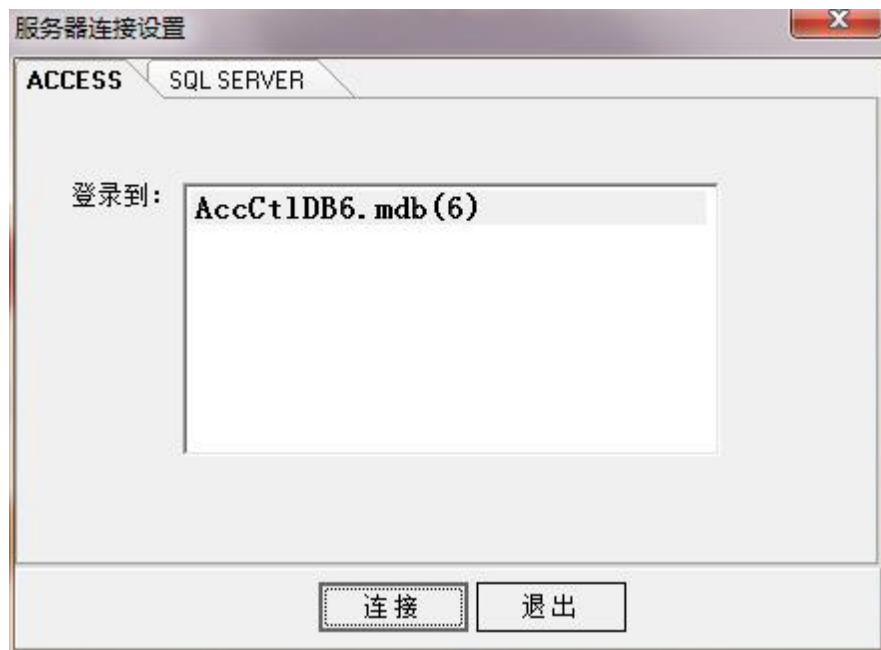 服务器连接设置
ACCESS SQL SERVER
登录到：
AccCtlDB6.mdb(6)
连接 退出